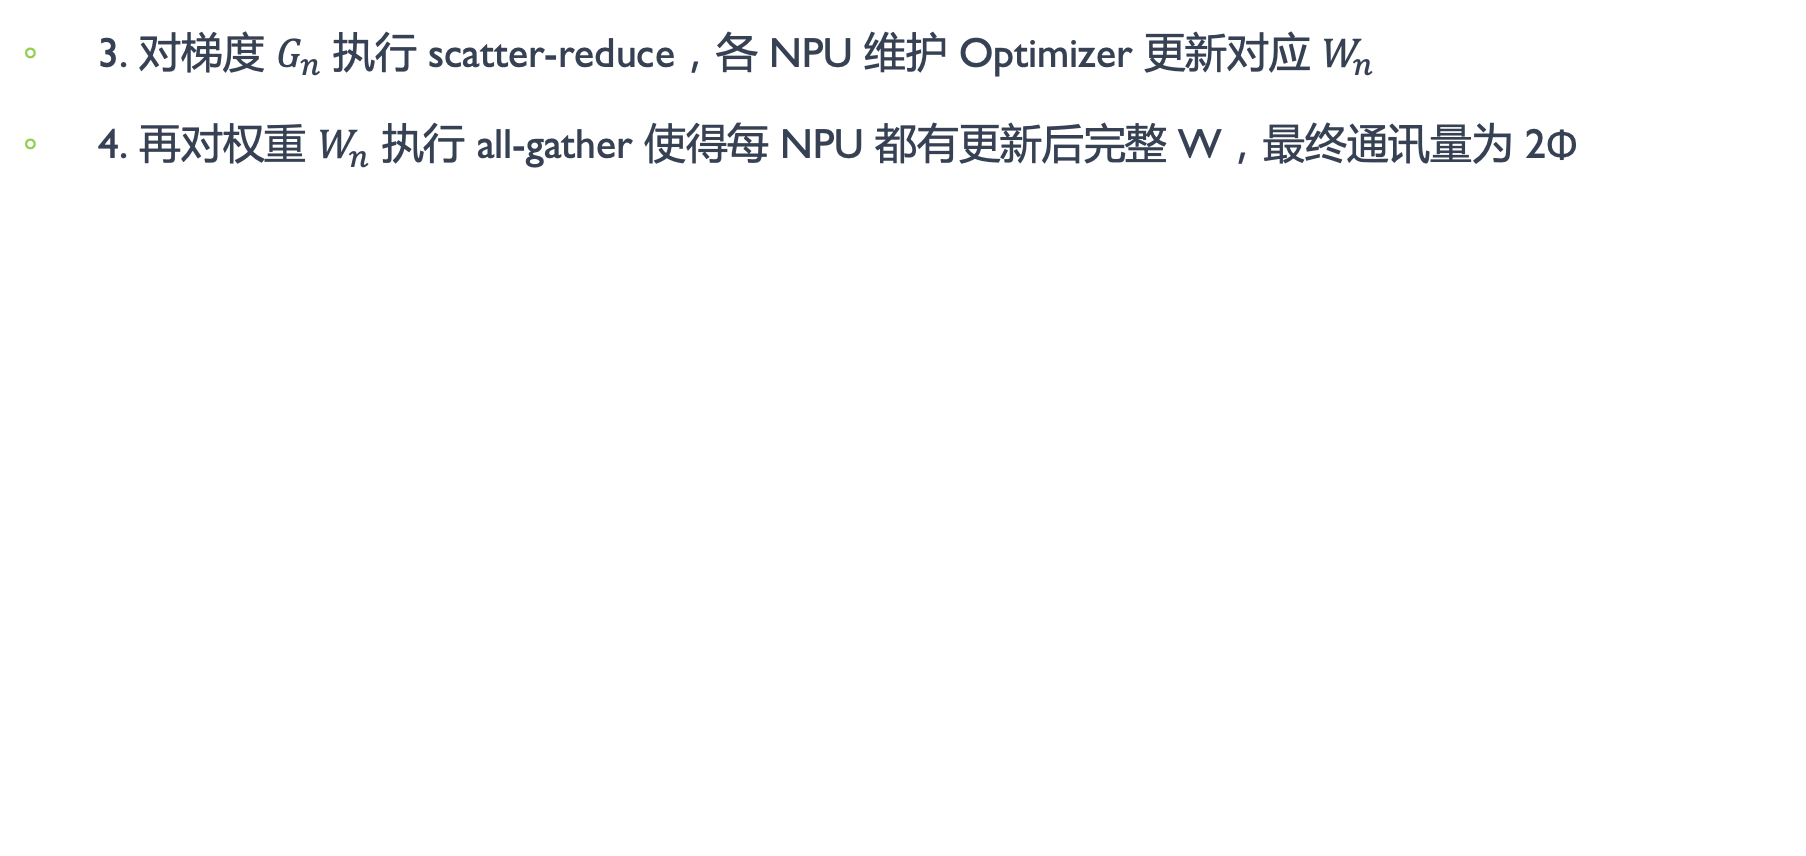 3. 对梯度 Gₙ 执行 scatter-reduce，各 NPU 维护 Optimizer 更新对应 Wₙ
4. 再对权重 Wₙ 执行 all-gather 使得每 NPU 都有更新后完整 W，最终通讯量为 2Φ